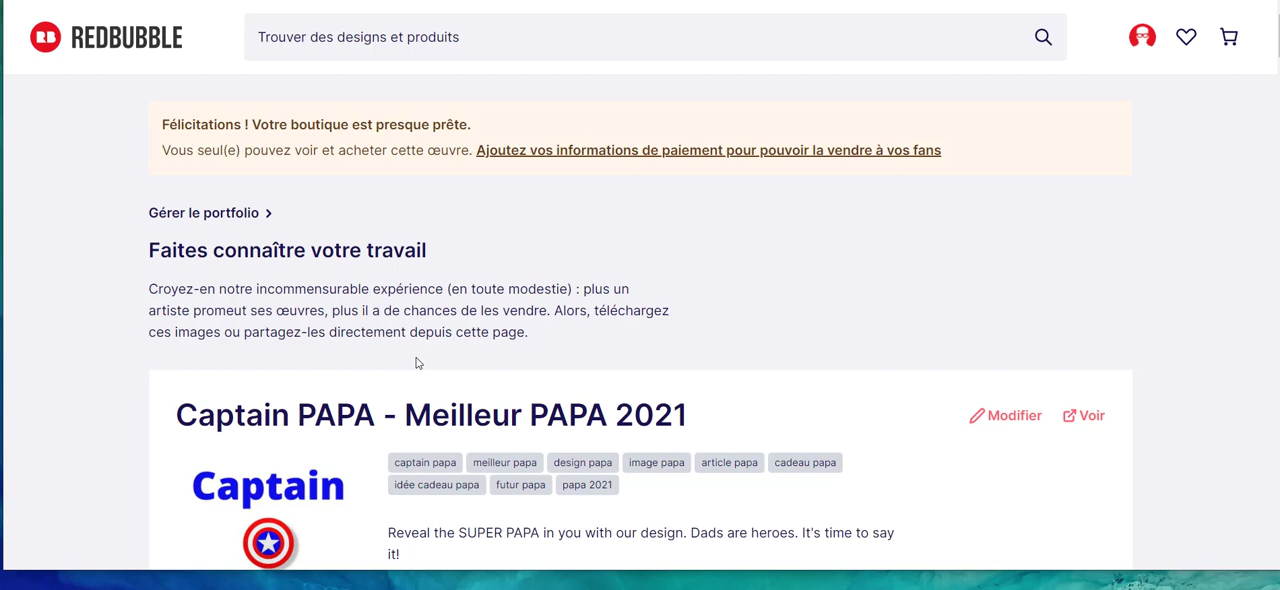 RB REDBUBBLE
Trouver des designs et produits
Félicitations ! Votre boutique est presque prête.
Vous seul(e) pouvez voir et acheter cette œuvre. Ajoutez vos informations de paiement pour pouvoir la vendre à vos fans
Gérer le portfolio
Faites connaître votre travail
Croyez-en notre incommensurable expérience (en toute modestie) : plus un
artiste promeut ses œuvres, plus il a de chances de les vendre. Alors, téléchargez
ces images ou partagez-les directement depuis cette page.
Captain PAPA - Meilleur PAPA 2021
Modifier Voir
captain papa meilleur papa design papa image papa article papa cadeau papa
idée cadeau papa futur papa papa 2021
Captain
Reveal the SUPER PAPA in you with our design. Dads are heroes. It's time to say
it!